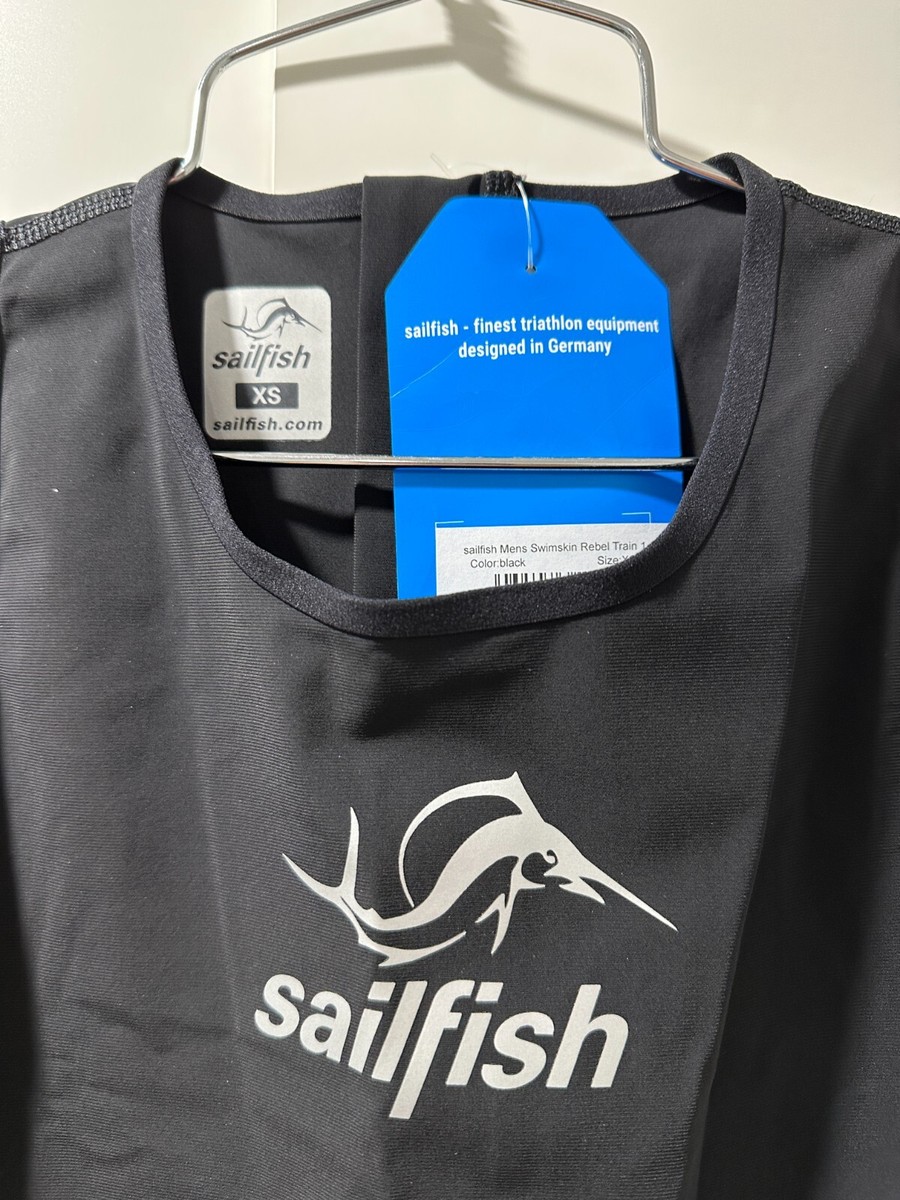 sailfish - finest triathlon equipment
designed in Germany
sailfish
XS
sailfish.com
sailfish Mens Swimskin Rebel Train
Color:black Size:
sailfish